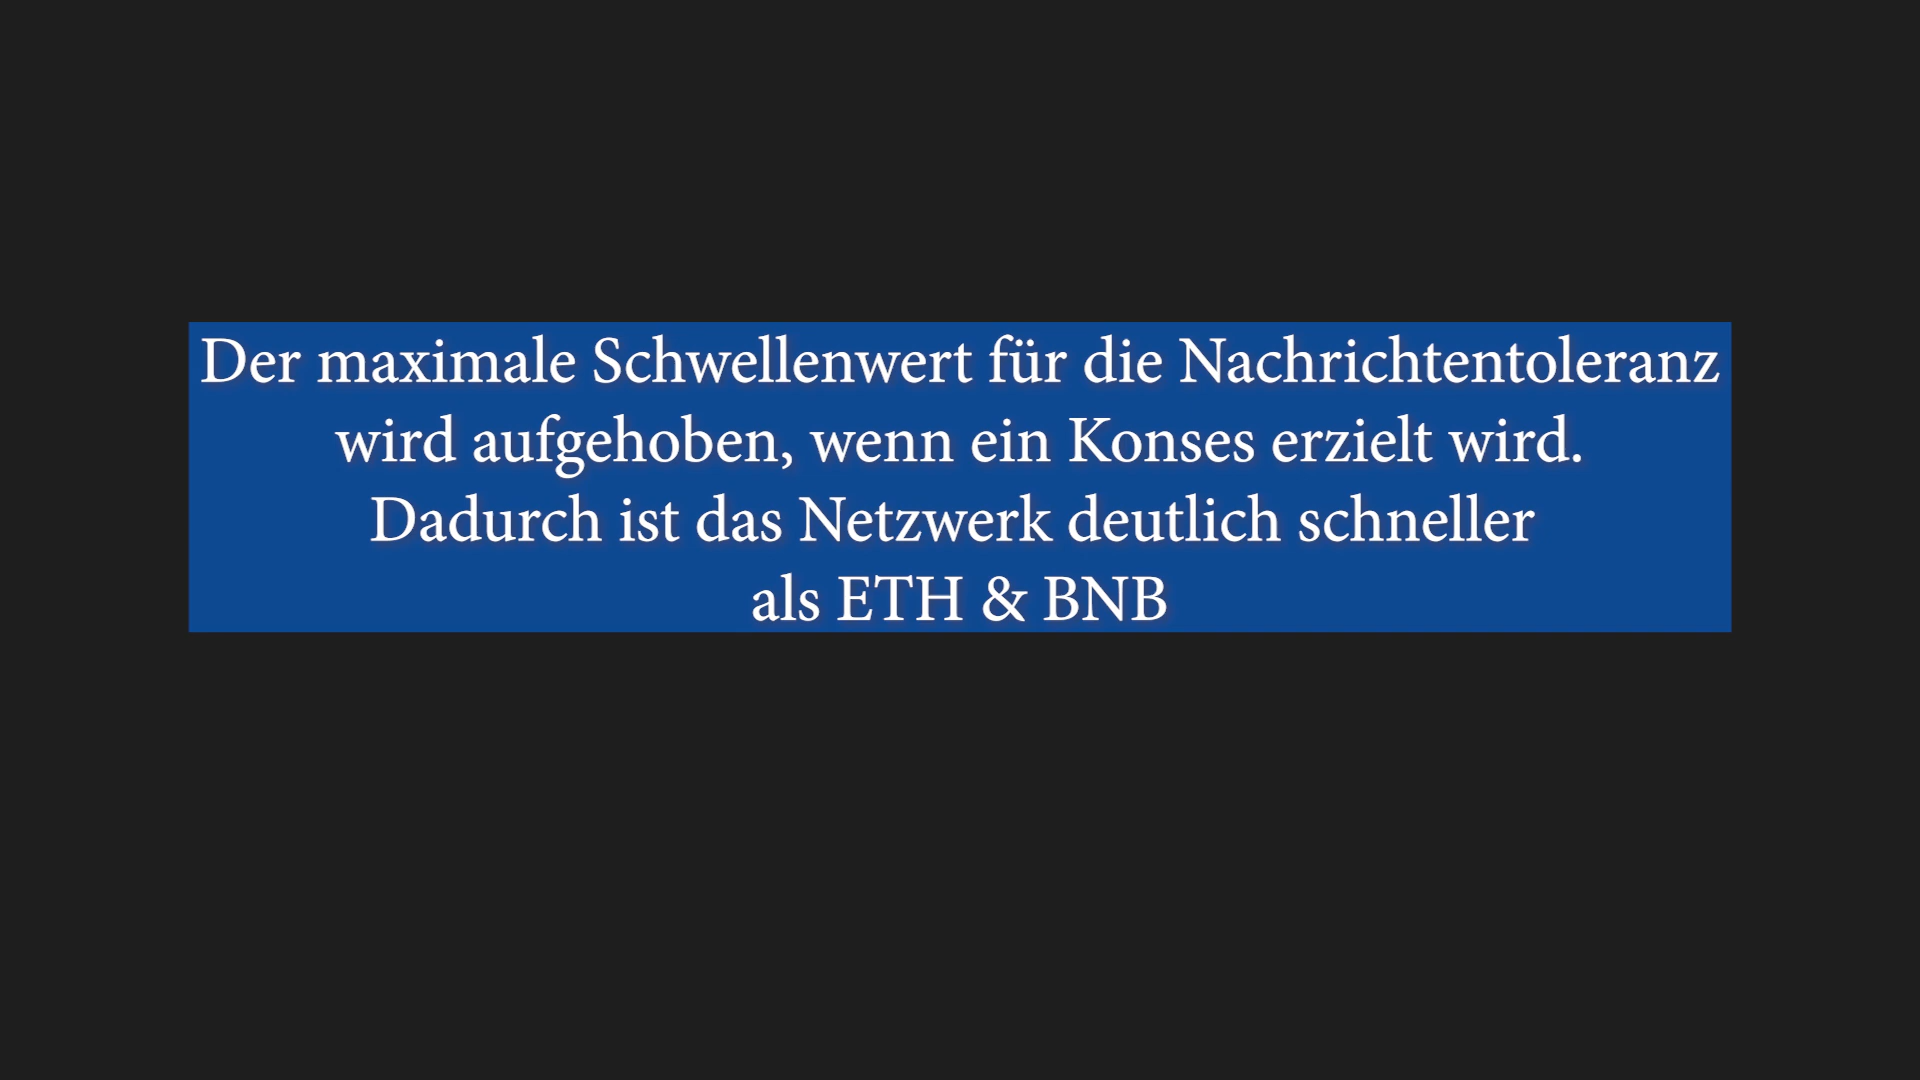 Der maximale Schwellenwert für die Nachrichtentoleranz
wird aufgehoben, wenn ein Konses erzielt wird.
Dadurch ist das Netzwerk deutlich schneller
als ETH & BNB